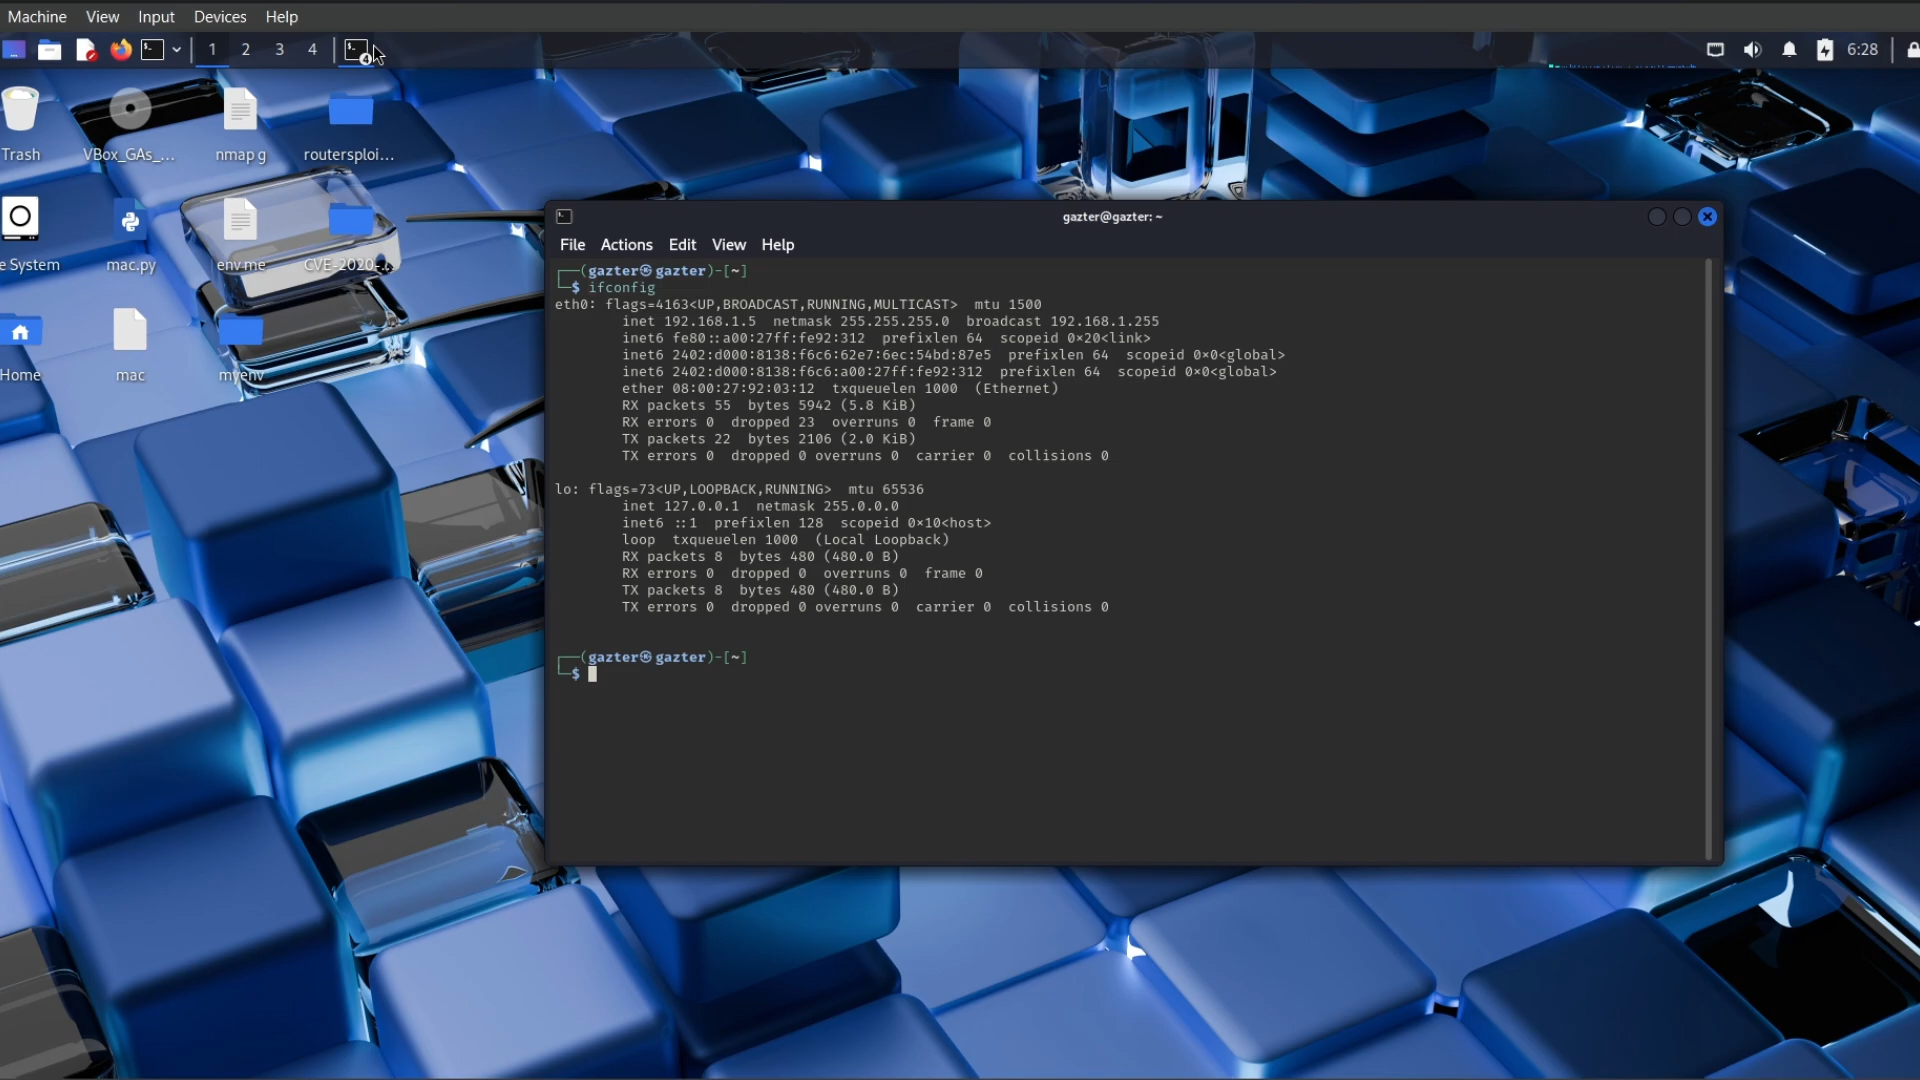 Machine View Input Devices Help
1 2 3 4 4 6:28
Trash VBox_GAs_... nmap g routersploi...
e System mac.py env me CVE-2020-...
Home mac myenv
gazter@gazter: ~
File Actions Edit View Help
┌──(gazter㉿gazter)-[~]
└─$ ifconfig
eth0: flags=4163<UP,BROADCAST,RUNNING,MULTICAST>  mtu 1500
inet 192.168.1.5  netmask 255.255.255.0  broadcast 192.168.1.255
inet6 fe80::a00:27ff:fe92:312  prefixlen 64  scopeid 0×20<link>
inet6 2402:d000:8138:f6c6:62e7:6ec:54bd:87e5  prefixlen 64  scopeid 0×0<global>
inet6 2402:d000:8138:f6c6:a00:27ff:fe92:312  prefixlen 64  scopeid 0×0<global>
ether 08:00:27:92:03:12  txqueuelen 1000  (Ethernet)
RX packets 55  bytes 5942 (5.8 KiB)
RX errors 0  dropped 23  overruns 0  frame 0
TX packets 22  bytes 2106 (2.0 KiB)
TX errors 0  dropped 0 overruns 0  carrier 0  collisions 0
lo: flags=73<UP,LOOPBACK,RUNNING>  mtu 65536
inet 127.0.0.1  netmask 255.0.0.0
inet6 ::1  prefixlen 128  scopeid 0×10<host>
loop  txqueuelen 1000  (Local Loopback)
RX packets 8  bytes 480 (480.0 B)
RX errors 0  dropped 0  overruns 0  frame 0
TX packets 8  bytes 480 (480.0 B)
TX errors 0  dropped 0 overruns 0  carrier 0  collisions 0
┌──(gazter㉿gazter)-[~]
└─$